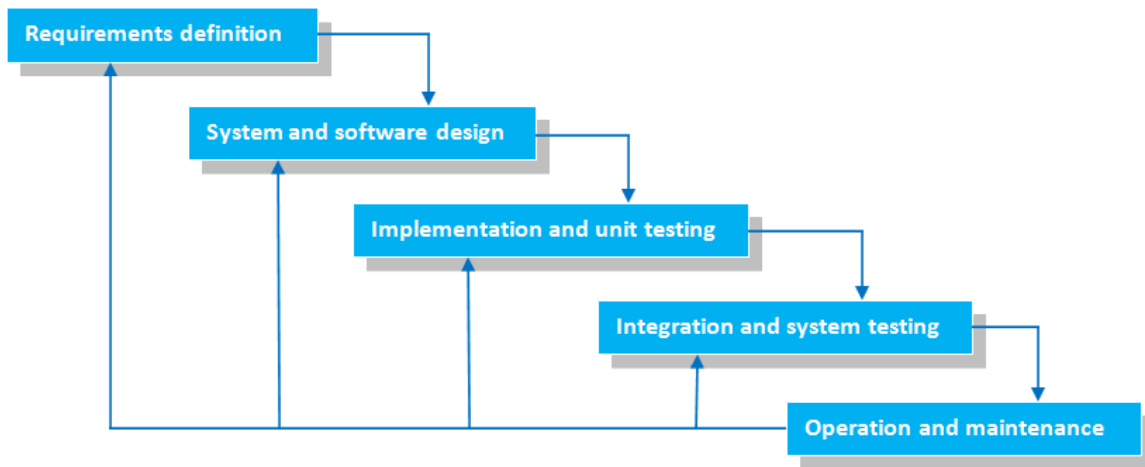 Requirements definition
System and software design
Implementation and unit testing
Integration and system testing
Operation and maintenance